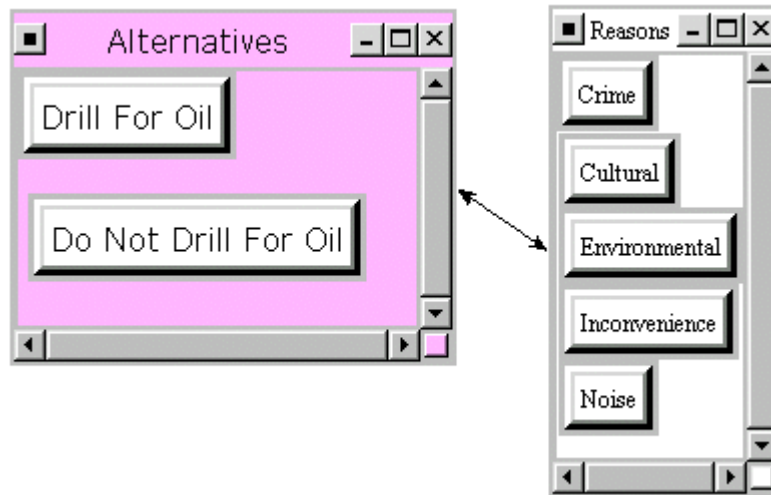 Alternatives
Drill For Oil
Do Not Drill For Oil
Reasons
Crime
Cultural
Environmental
Inconvenience
Noise